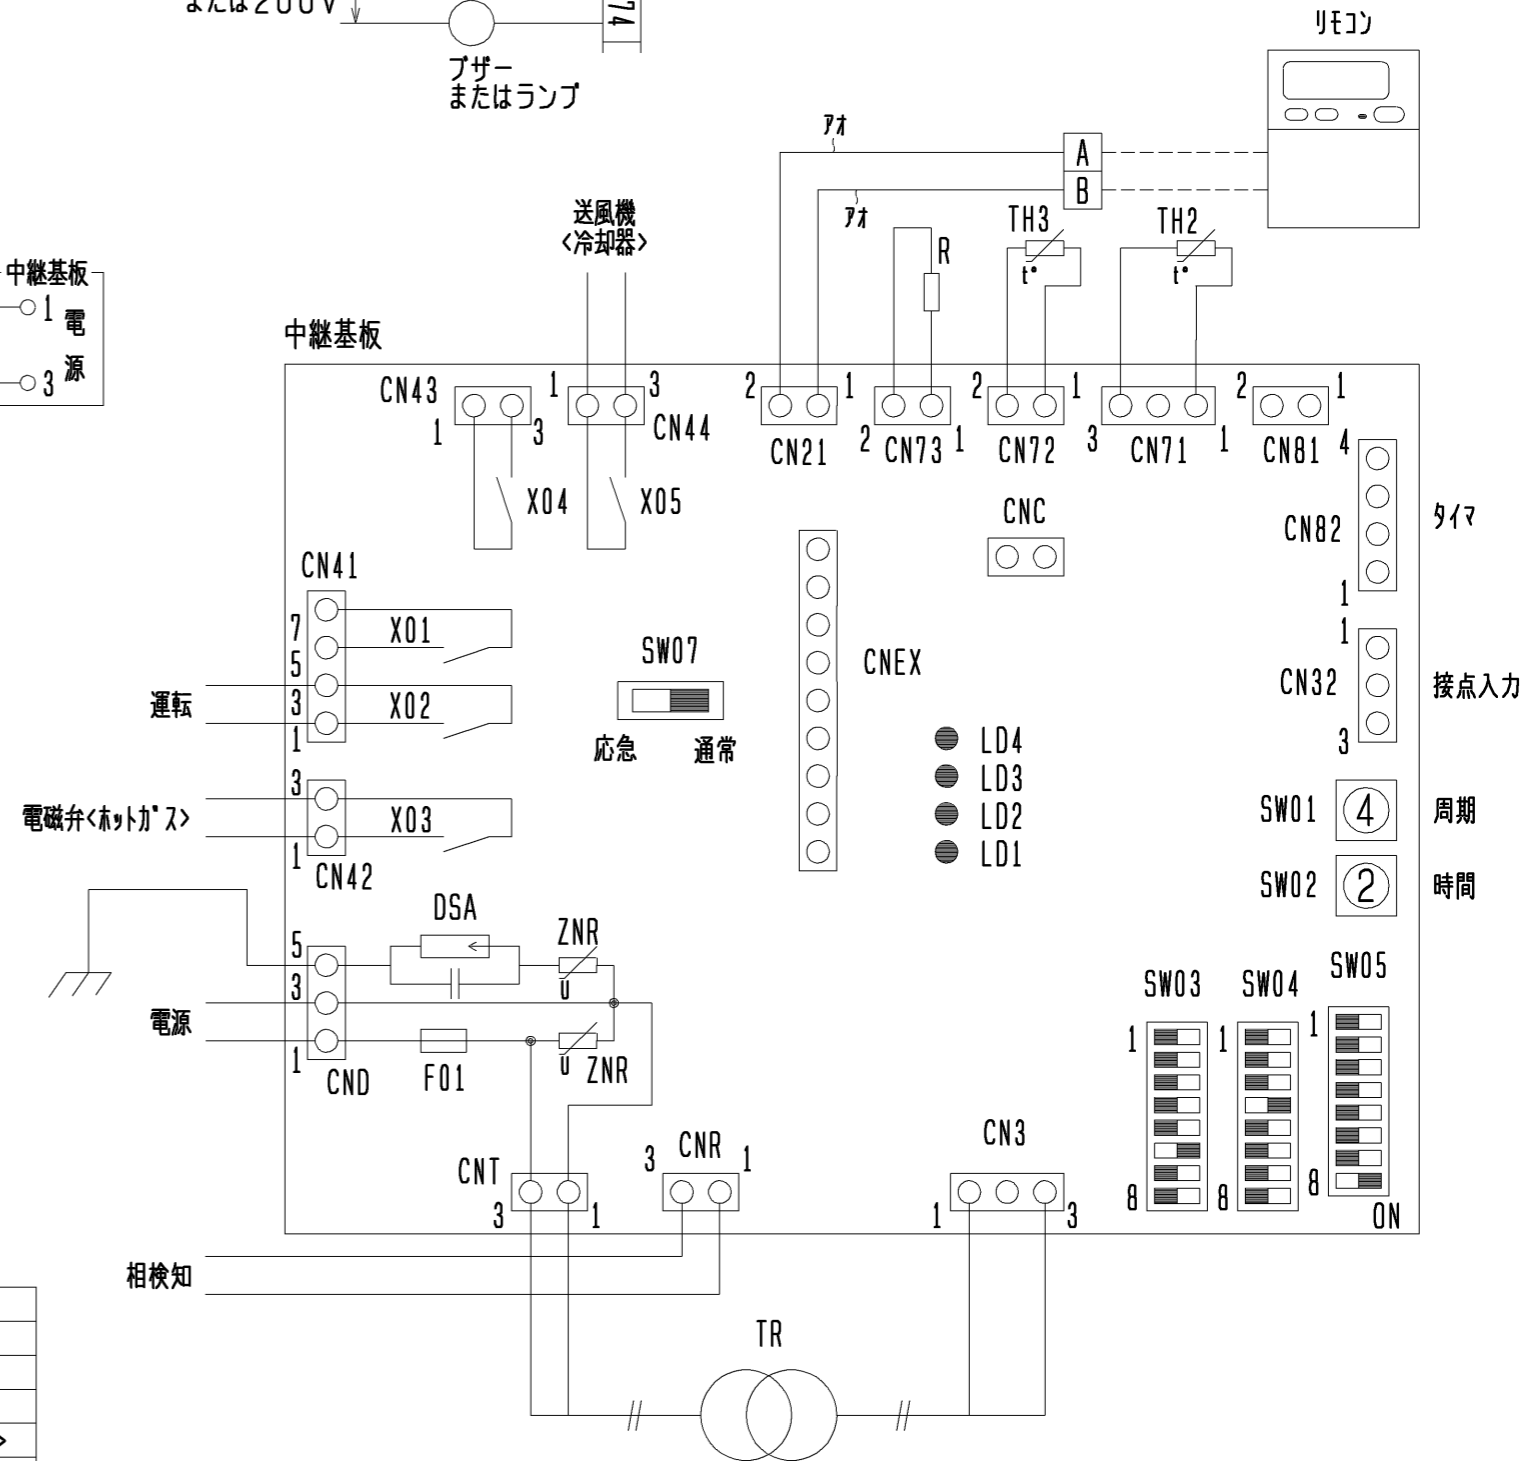 または200V
74
ブザー
またはランプ
リモコン
アオ
A
B
アオ
送風機
<冷却器>
R
TH3
t°
TH2
t°
中継基板
1
電
源
3
中継基板
CN43
1
3
1
3
CN44
2
1
CN21
2
CN73
1
2
1
CN72
3
CN71
1
2
1
CN81
X04
X05
CNC
4
CN82
1
タイマ
CN41
7
5
3
1
X01
X02
運転
SW07
応急
通常
CNEX
1
CN32
3
接点入力
LD4
LD3
LD2
LD1
電磁弁<ホットガス>
3
1
X03
CN42
SW01
4
周期
SW02
2
時間
DSA
ZNR
u
5
3
1
電源
CND
F01
u
ZNR
SW03
1
8
SW04
1
8
SW05
1
8
ON
CNT
3
1
3
CNR
1
CN3
1
3
相検知
TR
>